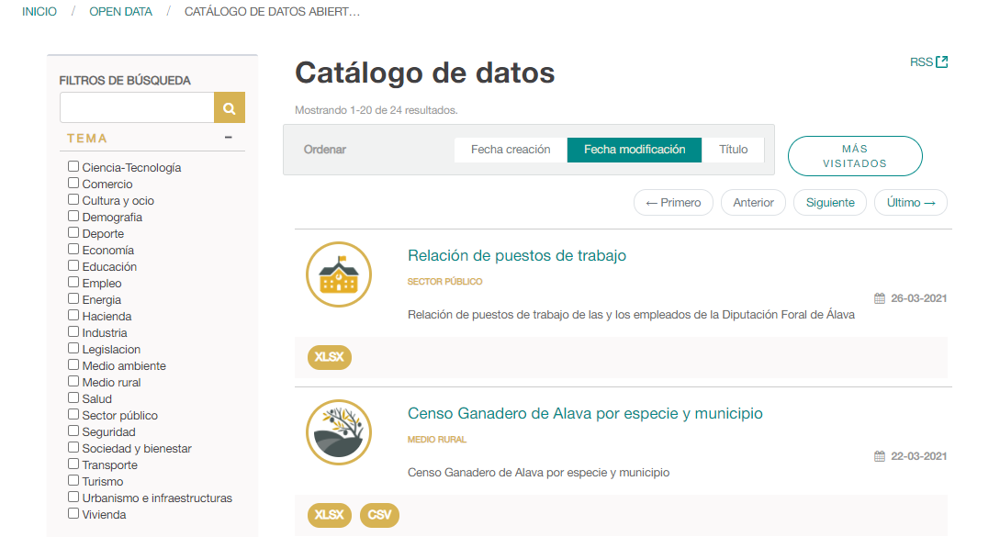 INICIO / OPEN DATA / CATÁLOGO DE DATOS ABIERT...
FILTROS DE BÚSQUEDA
TEMA −
Ciencia-Tecnología
Comercio
Cultura y ocio
Demografia
Deporte
Economía
Educación
Empleo
Energia
Hacienda
Industria
Legislacion
Medio ambiente
Medio rural
Salud
Sector público
Seguridad
Sociedad y bienestar
Transporte
Turismo
Urbanismo e infraestructuras
Vivienda
Catálogo de datos
RSS
Mostrando 1-20 de 24 resultados.
Ordenar Fecha creación Fecha modificación Título
MÁS
VISITADOS
← Primero Anterior Siguiente Último →
Relación de puestos de trabajo
SECTOR PÚBLICO
26-03-2021
Relación de puestos de trabajo de las y los empleados de la Diputación Foral de Álava
XLSX
Censo Ganadero de Alava por especie y municipio
MEDIO RURAL
22-03-2021
Censo Ganadero de Alava por especie y municipio
XLSX CSV